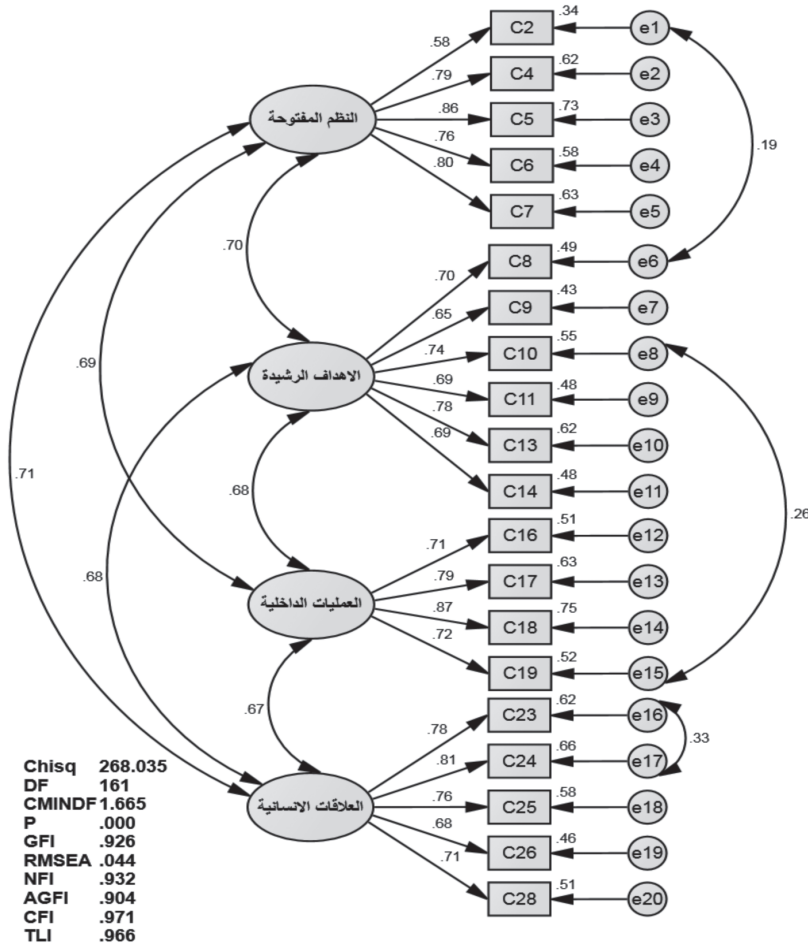 .34
C2
e1
.58
.62
C4
e2
.79
.73
C5
e3
.86
النظم المفتوحة
.76
.58
C6
e4
.19
.80
.63
C7
e5
.70
.49
C8
e6
.70
.43
C9
e7
.65
.55
C10
e8
.74
.69
الاهداف الرشيدة
.48
C11
e9
.69
.78
.62
C13
e10
.69
.48
C14
e11
.71
.68
.26
.51
C16
e12
.71
.63
C17
e13
.79
.68
العمليات الداخلية
.75
C18
e14
.87
.72
.52
C19
e15
.67
.62
C23
e16
.78
.33
.66
C24
e17
.81
العلاقات الانسانية
.76
.58
C25
e18
.68
.46
C26
e19
.71
.51
C28
e20
Chisq 268.035
DF 161
CMINDF 1.665
P .000
GFI .926
RMSEA .044
NFI .932
AGFI .904
CFI .971
TLI .966